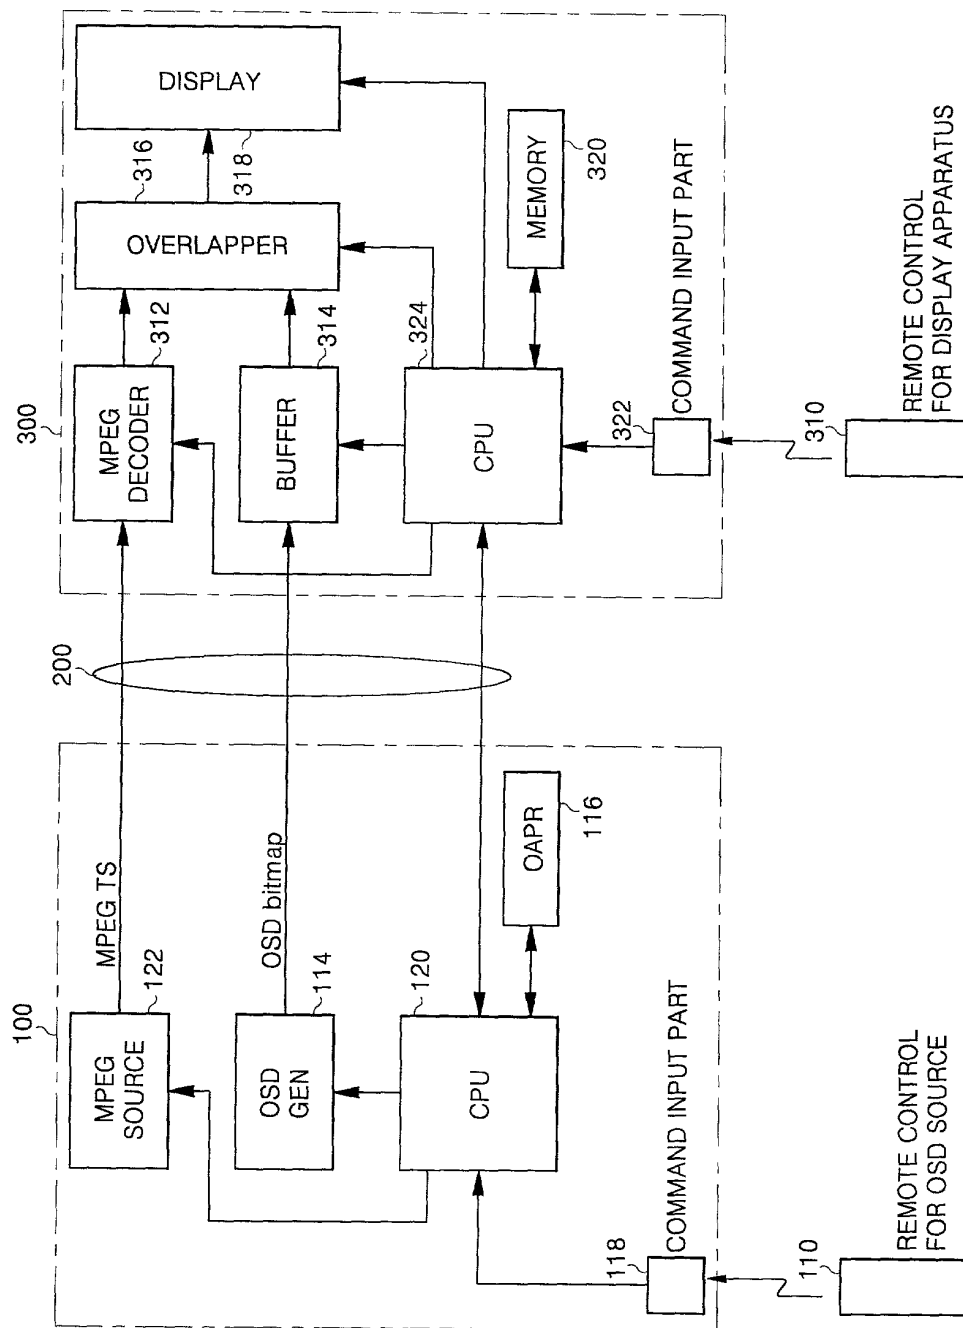 100
MPEG
SOURCE
122
MPEG TS
OSD
GEN
114
OSD bitmap
CPU
120
OAPR
116
118
COMMAND INPUT PART
110
REMOTE CONTROL
FOR OSD SOURCE
200
300
MPEG
DECODER
312
BUFFER
314
OVERLAPPER
316
DISPLAY
318
CPU
324
MEMORY
320
322
COMMAND INPUT PART
310
REMOTE CONTROL
FOR DISPLAY APPARATUS